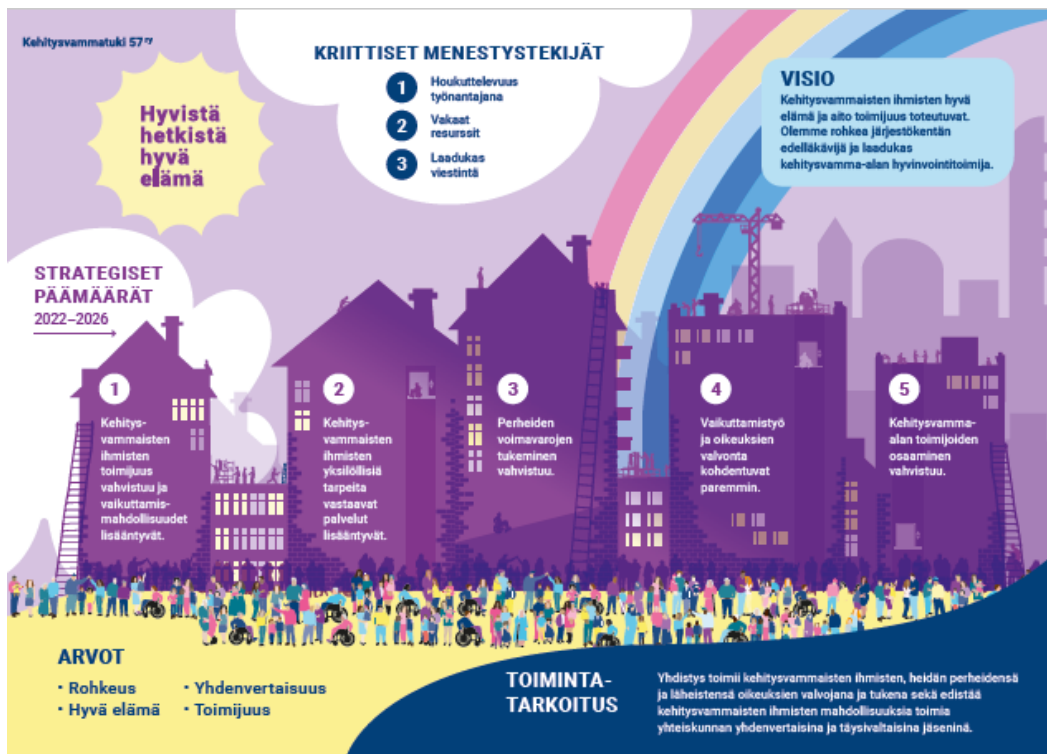 Kehitysvammatuki 57 ry
Hyvistä
hetkistä
hyvä
elämä
KRIITTISET MENESTYSTEKIJÄT
1
Houkuttelevuus
työnantajana
2
Vakaat
resurssit
3
Laadukas
viestintä
VISIO
Kehitysvammaisten ihmisten hyvä
elämä ja aito toimijuus toteutuvat.
Olemme rohkea järjestökentän
edelläkävijä ja laadukas
kehitysvamma-alan hyvinvointitoimija.
STRATEGISET
PÄÄMÄÄRÄT
2022–2026
1
Kehitys-
vammaisten
ihmisten
toimijuus
vahvistuu ja
vaikuttamis-
mahdollisuudet
lisääntyvät.
2
Kehitys-
vammaisten
ihmisten
yksilöllisiä
tarpeita
vastaavat
palvelut
lisääntyvät.
3
Perheiden
voimavarojen
tukeminen
vahvistuu.
4
Vaikuttamistyö
ja oikeuksien
valvonta
kohdentuvat
paremmin.
5
Kehitysvamma-
alan toimijoiden
osaaminen
vahvistuu.
ARVOT
• Rohkeus
• Hyvä elämä
• Yhdenvertaisuus
• Toimijuus
TOIMINTA-
TARKOITUS
Yhdistys toimii kehitysvammaisten ihmisten, heidän perheidensä
ja läheistensä oikeuksien valvojana ja tukena sekä edistää
kehitysvammaisten ihmisten mahdollisuuksia toimia
yhteiskunnan yhdenvertaisina ja täysivaltaisina jäseninä.